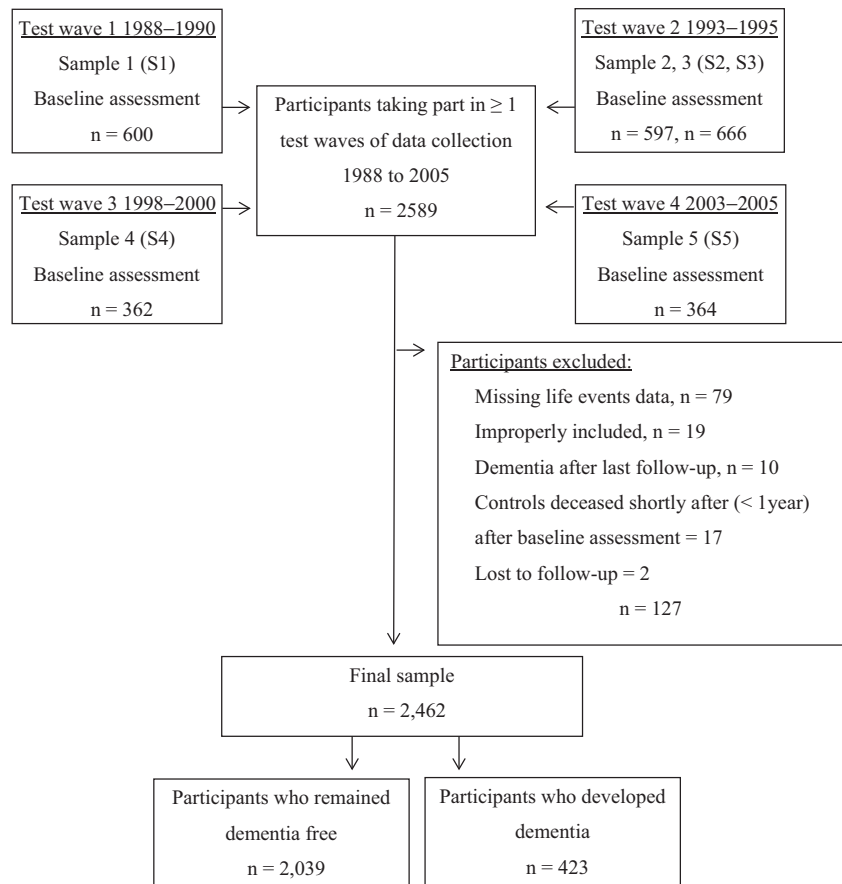 Test wave 1 1988–1990
Sample 1 (S1)
Baseline assessment
n = 600
Test wave 2 1993–1995
Sample 2, 3 (S2, S3)
Baseline assessment
n = 597, n = 666
Participants taking part in ≥ 1
test waves of data collection
1988 to 2005
n = 2589
Test wave 3 1998–2000
Sample 4 (S4)
Baseline assessment
n = 362
Test wave 4 2003–2005
Sample 5 (S5)
Baseline assessment
n = 364
Participants excluded:
Missing life events data, n = 79
Improperly included, n = 19
Dementia after last follow-up, n = 10
Controls deceased shortly after (< 1year)
after baseline assessment = 17
Lost to follow-up = 2
n = 127
Final sample
n = 2,462
Participants who remained
dementia free
n = 2,039
Participants who developed
dementia
n = 423